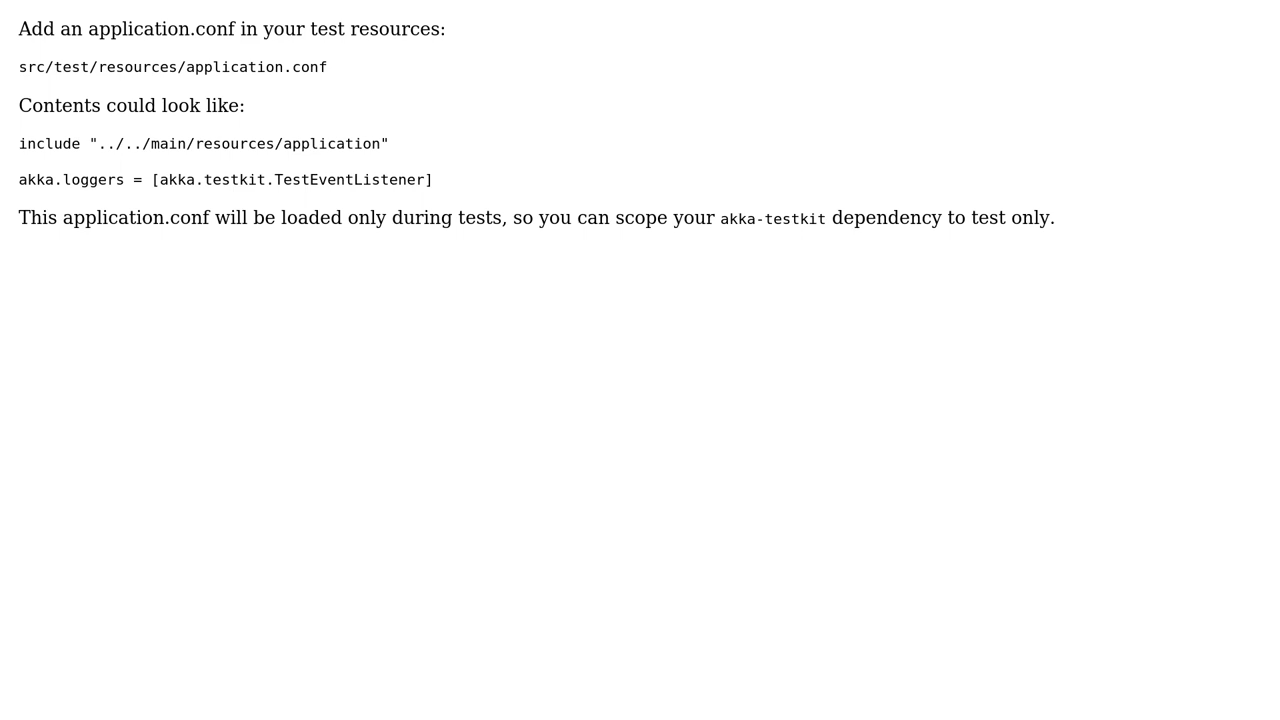 Add an application.conf in your test resources:
src/test/resources/application.conf
Contents could look like:
include "../../main/resources/application"
akka.loggers = [akka.testkit.TestEventListener]
This application.conf will be loaded only during tests, so you can scope your akka-testkit dependency to test only.